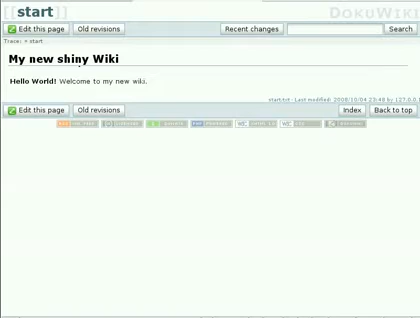 [[start]]
DOKUWIKI
Edit this page Old revisions Recent changes Search
Trace: » start
My new shiny Wiki
Hello World! Welcome to my new wiki.
start.txt · Last modified: 2008/10/04 23:48 by 127.0.0.1
Edit this page Old revisions Index Back to top